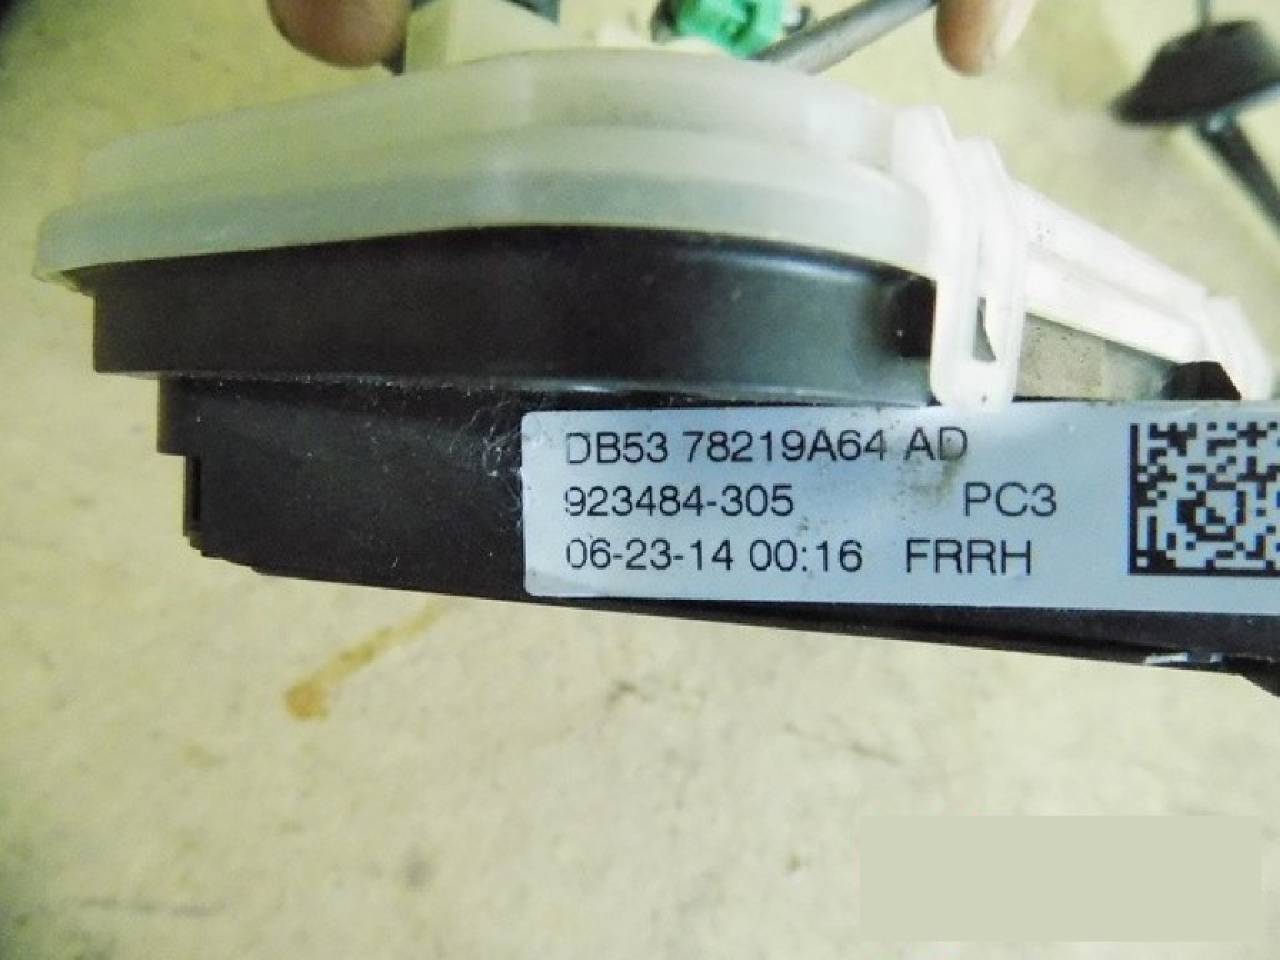 DB53 78219A64 AD
923484-305 PC3
06-23-14 00:16 FRRH